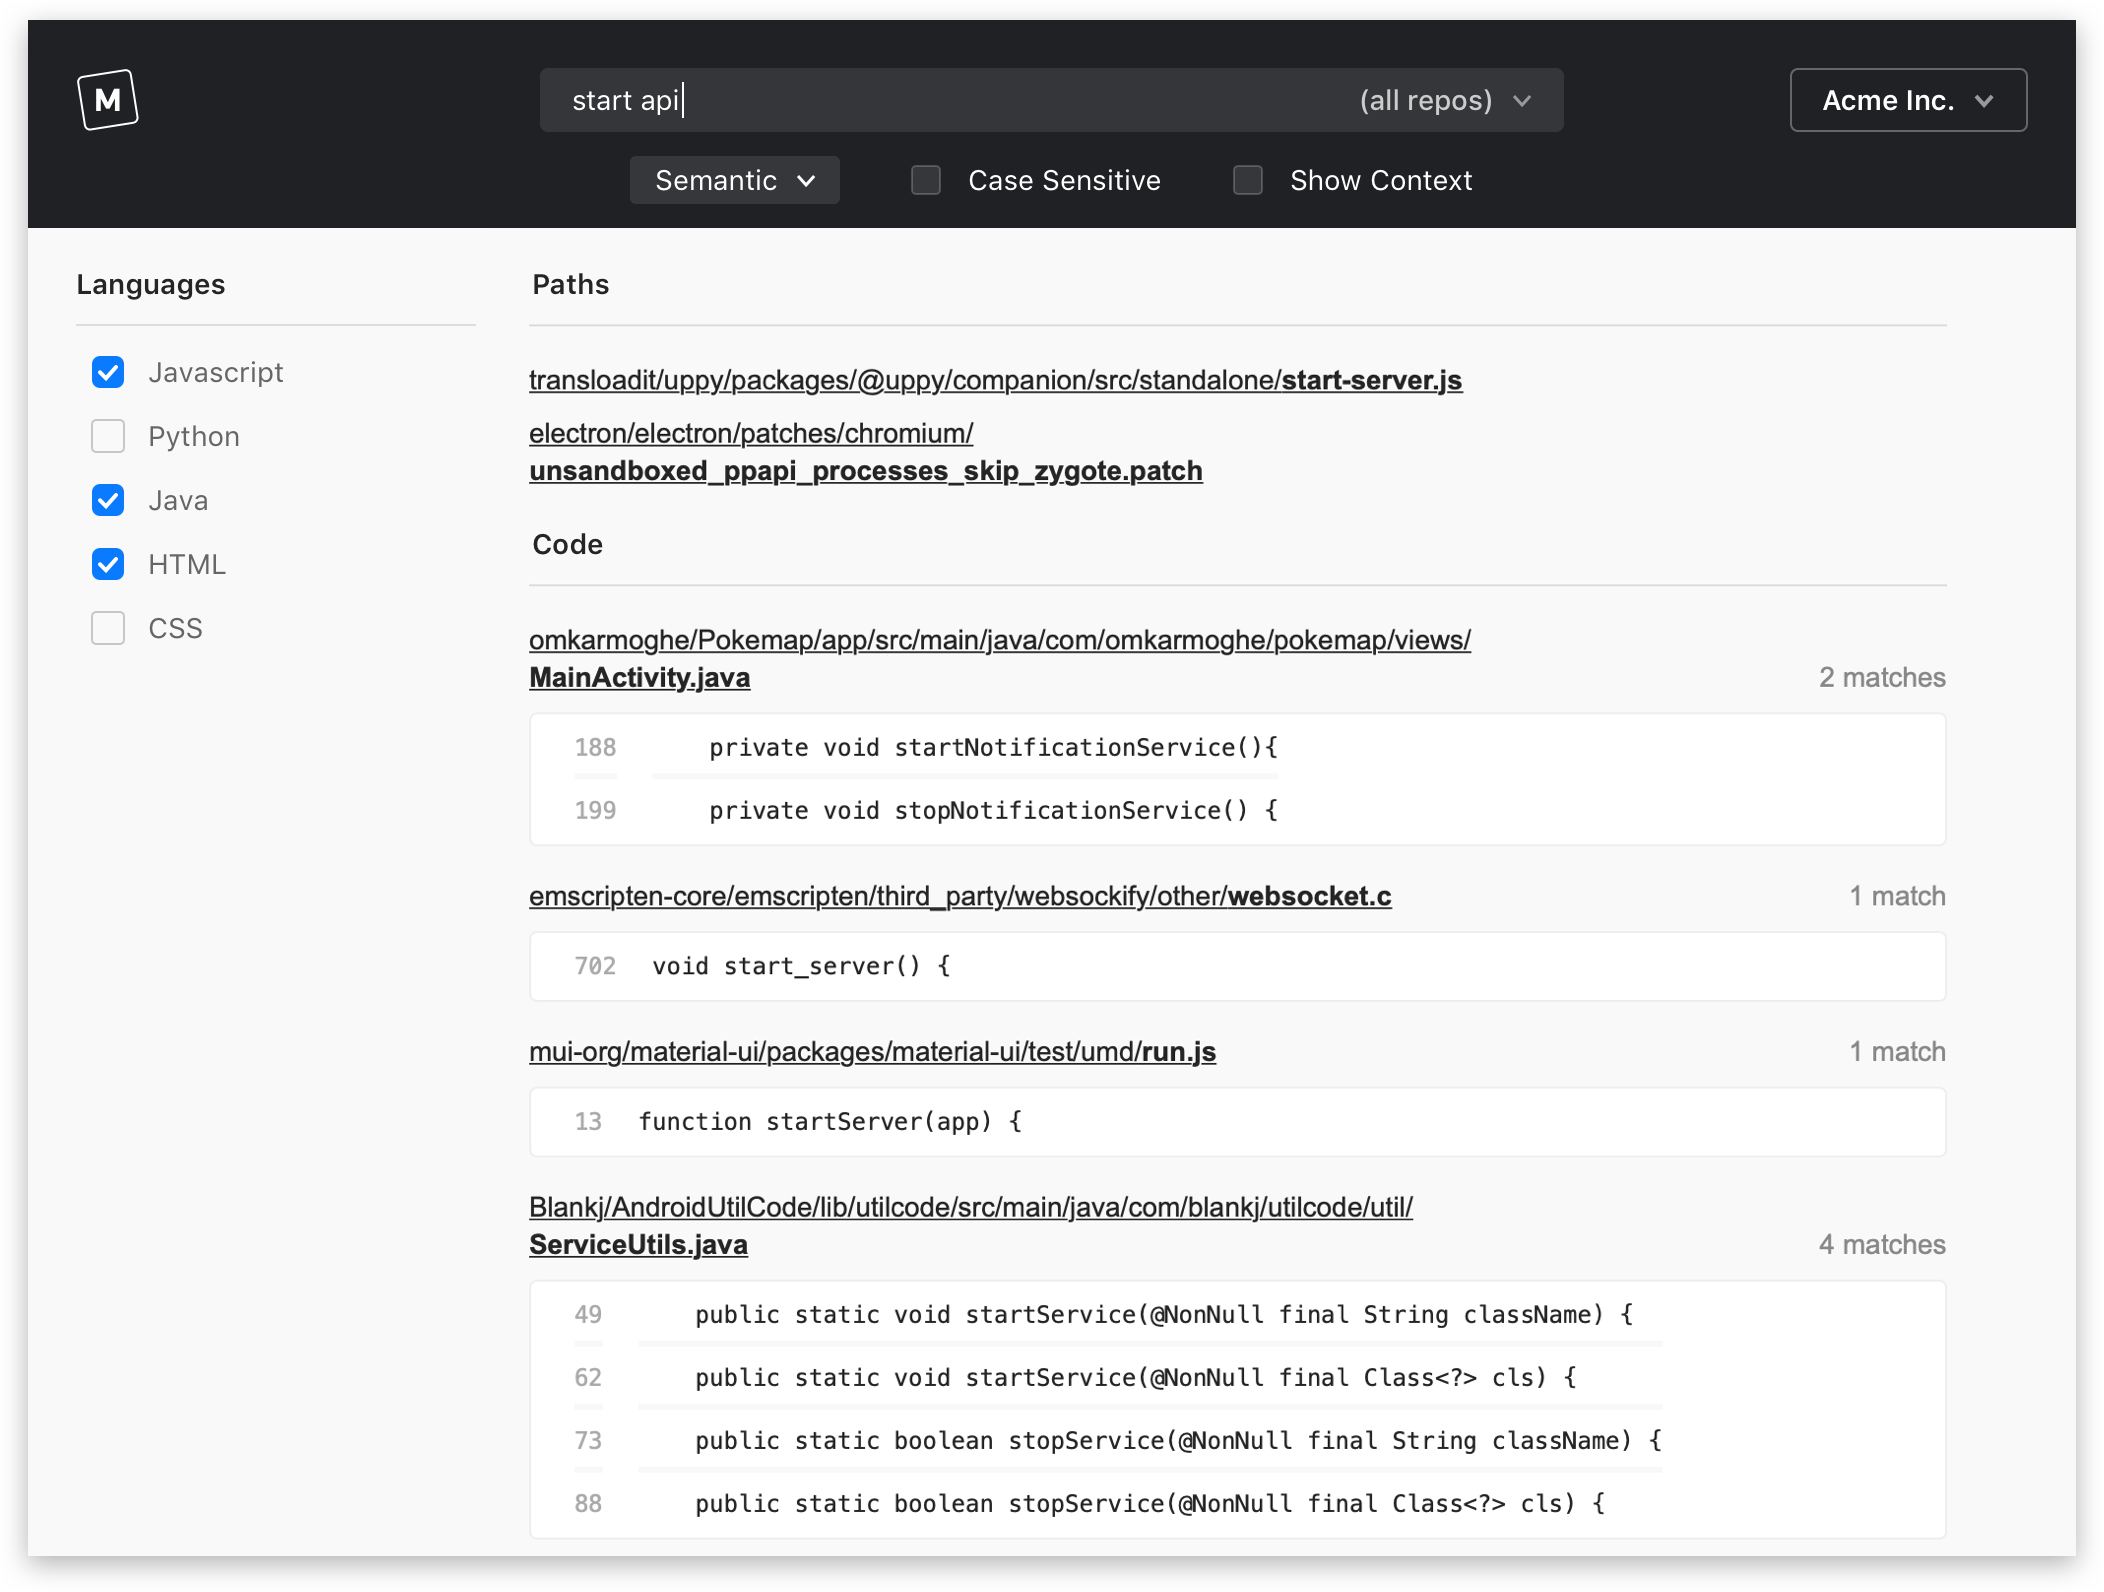 M
start api
(all repos)
Acme Inc.
Semantic
Case Sensitive
Show Context
Languages
Javascript
Python
Java
HTML
CSS
Paths
transloadit/uppy/packages/@uppy/companion/src/standalone/start-server.js
electron/electron/patches/chromium/
unsandboxed_ppapi_processes_skip_zygote.patch
Code
omkarmoghe/Pokemap/app/src/main/java/com/omkarmoghe/pokemap/views/
MainActivity.java
2 matches
188 private void startNotificationService(){
199 private void stopNotificationService() {
emscripten-core/emscripten/third_party/websockify/other/websocket.c
1 match
702 void start_server() {
mui-org/material-ui/packages/material-ui/test/umd/run.js
1 match
13 function startServer(app) {
Blankj/AndroidUtilCode/lib/utilcode/src/main/java/com/blankj/utilcode/util/
ServiceUtils.java
4 matches
49 public static void startService(@NonNull final String className) {
62 public static void startService(@NonNull final Class<?> cls) {
73 public static boolean stopService(@NonNull final String className) {
88 public static boolean stopService(@NonNull final Class<?> cls) {